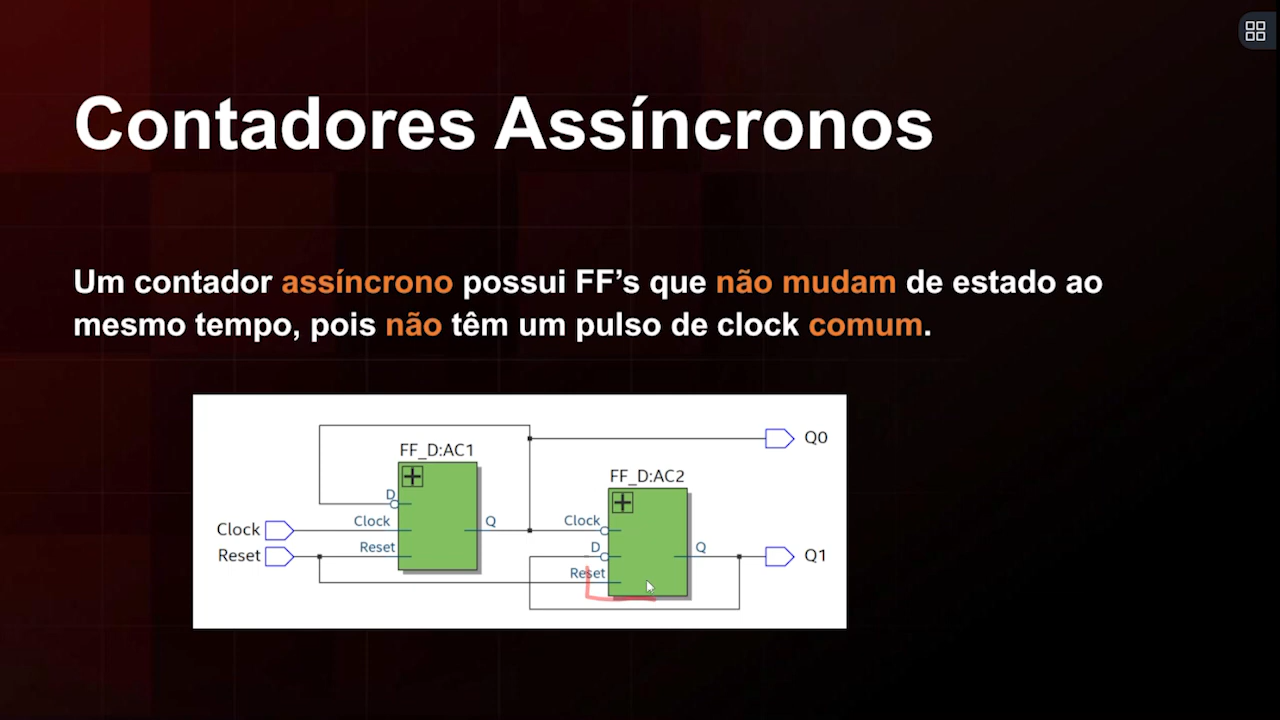 Contadores Assíncronos
Um contador assíncrono possui FF’s que não mudam de estado ao
mesmo tempo, pois não têm um pulso de clock comum.
Q0
FF_D:AC1
FF_D:AC2
D
Clock
Clock
Q
Clock
Reset
Reset
D
Q
Q1
Reset